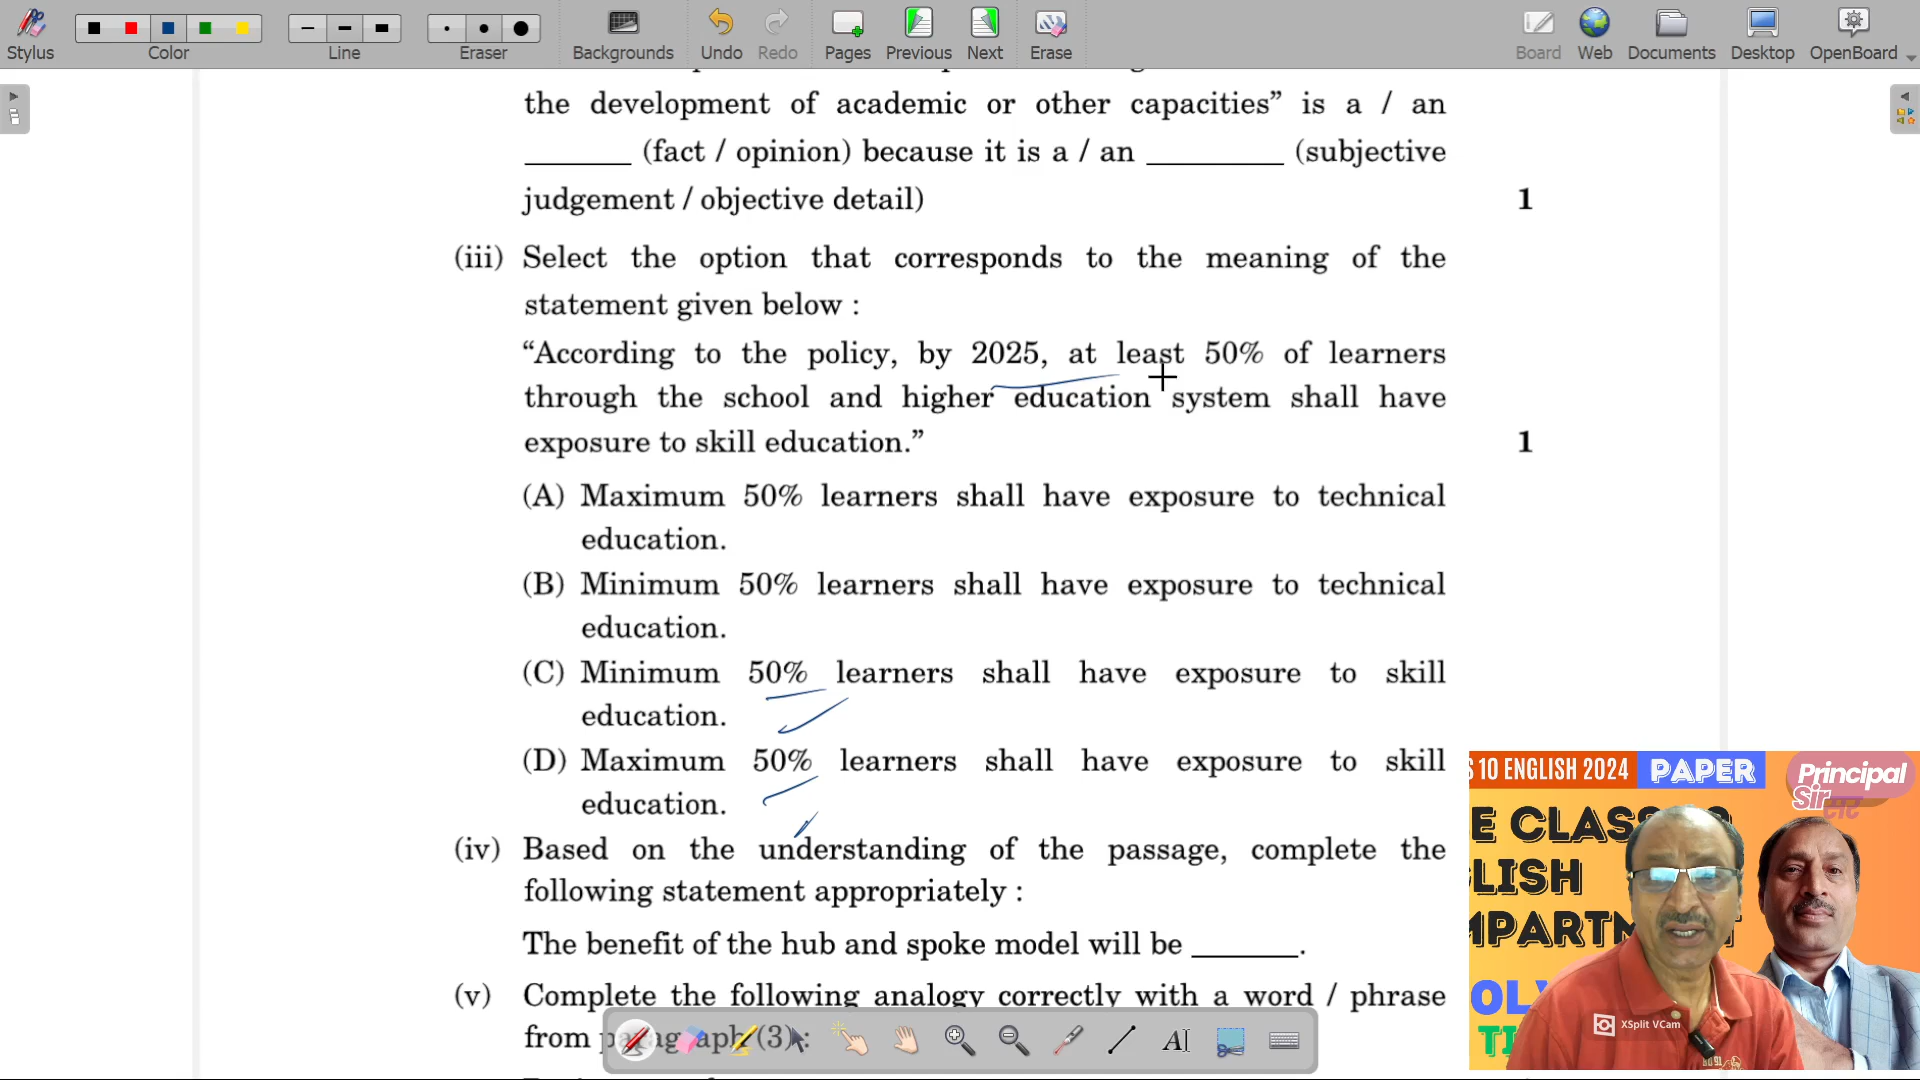 Stylus
Color
Line
Eraser
Backgrounds
Undo
Redo
Pages
Previous
Next
Erase
Board
Web
Documents
Desktop
OpenBoard
the development of academic or other capacities” is a / an
_______ (fact / opinion) because it is a / an _________ (subjective
judgement / objective detail) 1
(iii) Select the option that corresponds to the meaning of the
statement given below :
“According to the policy, by 2025, at least 50% of learners
through the school and higher education system shall have
exposure to skill education.” 1
(A) Maximum 50% learners shall have exposure to technical
education.
(B) Minimum 50% learners shall have exposure to technical
education.
(C) Minimum 50% learners shall have exposure to skill
education.
(D) Maximum 50% learners shall have exposure to skill
education.
(iv) Based on the understanding of the passage, complete the
following statement appropriately :
The benefit of the hub and spoke model will be _______.
(v) Complete the following analogy correctly with a word / phrase
from paragraph (3) :
S 10 ENGLISH 2024 PAPER
Principal
Sir
etc
E CLASS
LISH
MPARTM
OLV
TI
XSplit VCam